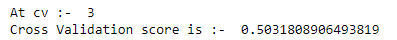 At cv :-  3
Cross Validation score is :-  0.5031808906493819